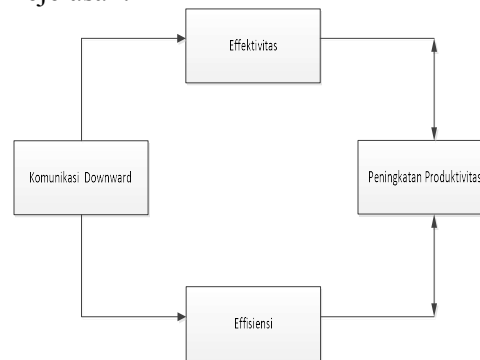 Effektivitas
Komunikasi Downward
Peningkatan Produktivitas
Effisiensi